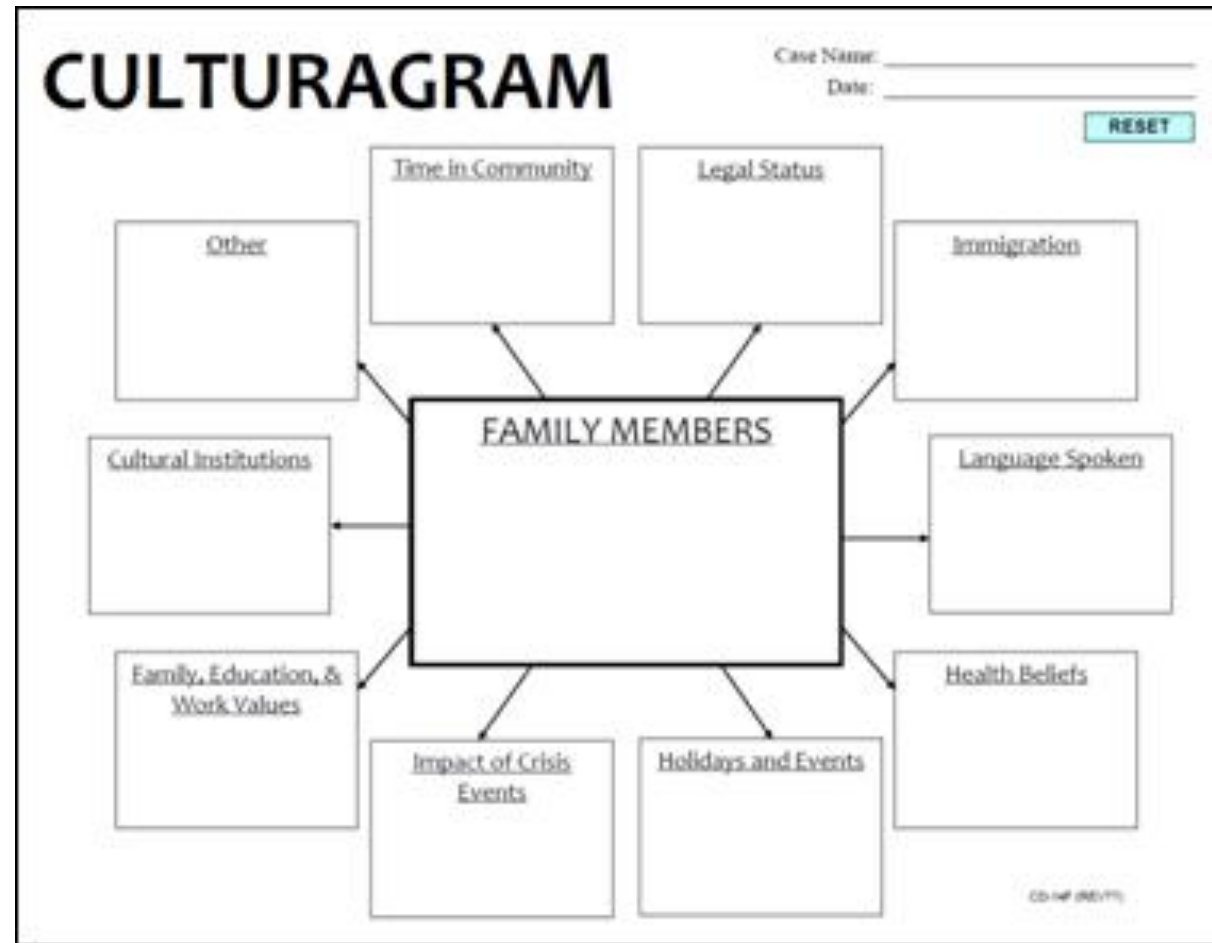 CULTURAGRAM
Case Name:
Date:
RESET
Time in Community
Legal Status
Other
Immigration
FAMILY MEMBERS
Cultural Institutions
Language Spoken
Family, Education, &
Work Values
Health Beliefs
Impact of Crisis
Events
Holidays and Events